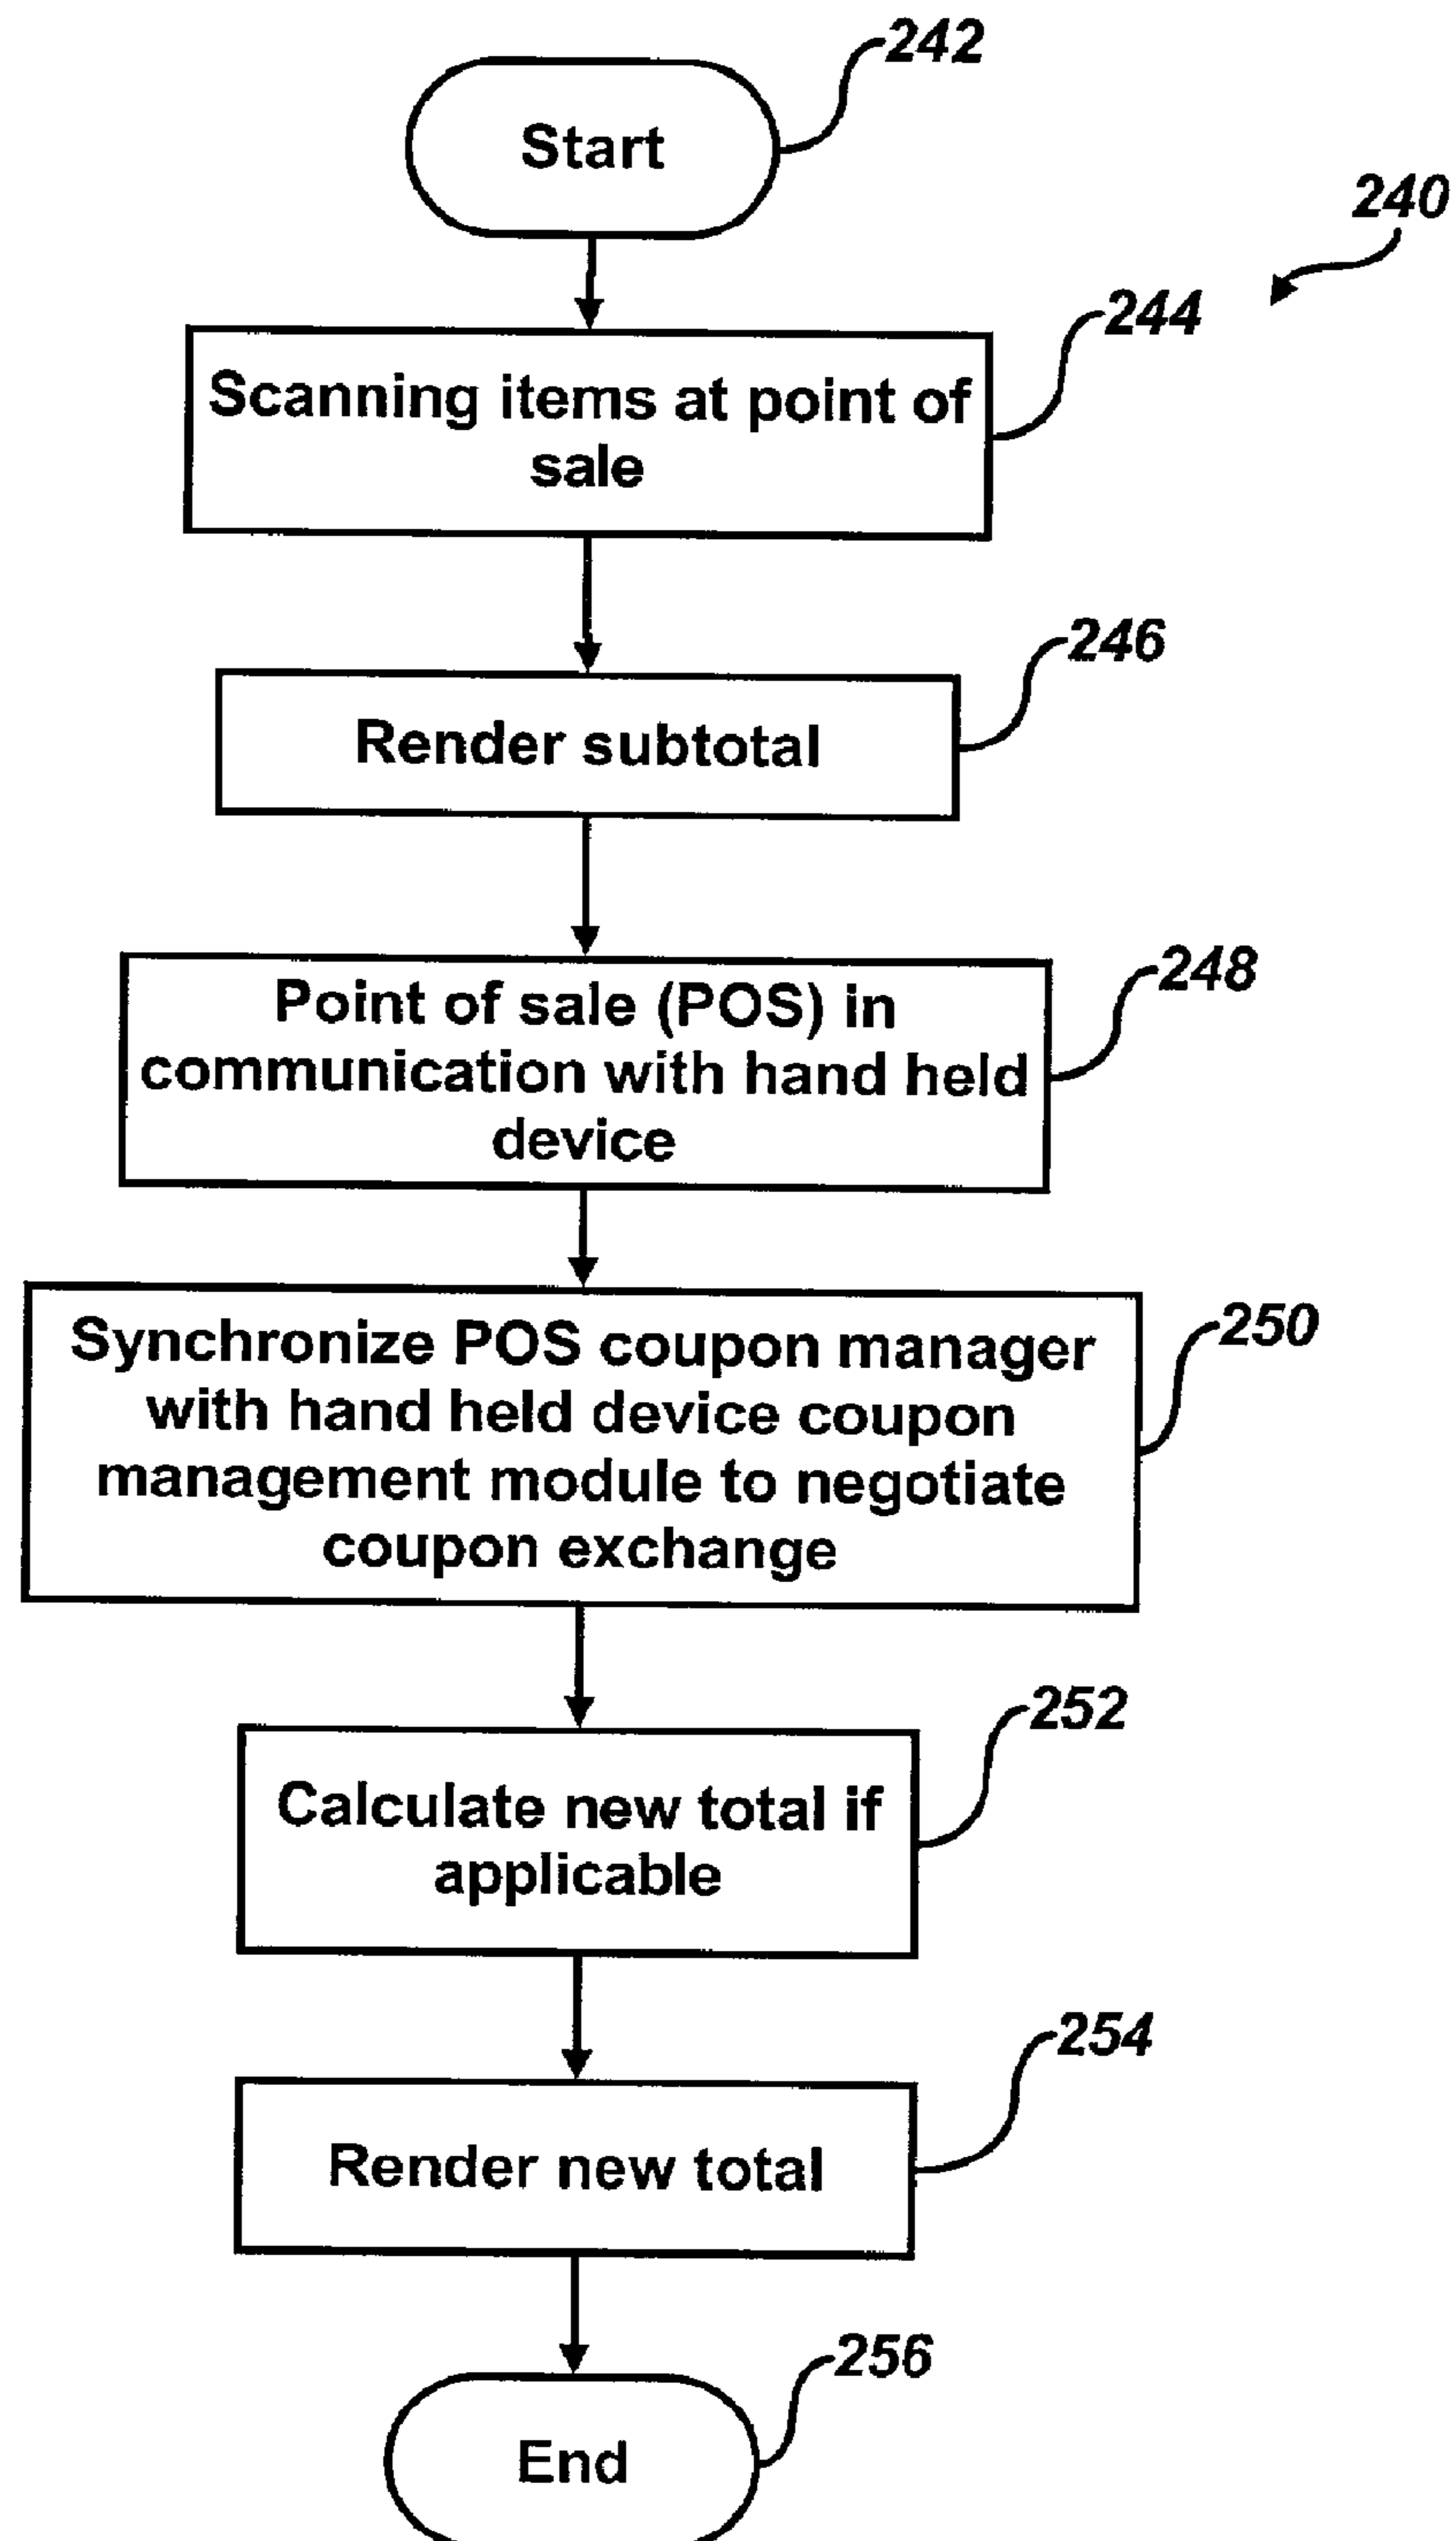 242
Start
240
244
Scanning items at point of
sale
246
Render subtotal
248
Point of sale (POS) in
communication with hand held
device
250
Synchronize POS coupon manager
with hand held device coupon
management module to negotiate
coupon exchange
252
Calculate new total if
applicable
254
Render new total
256
End